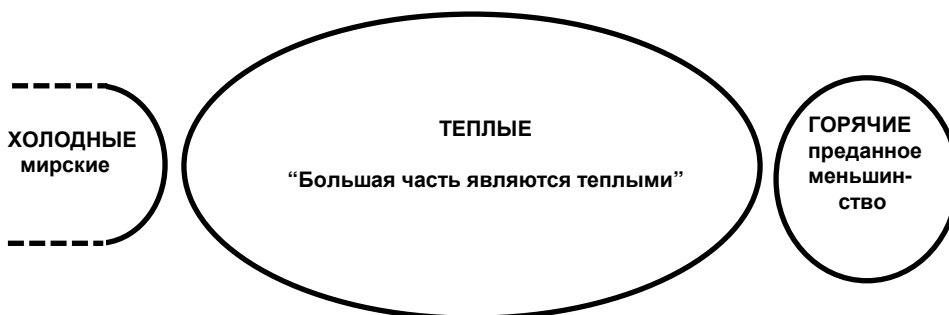 ХОЛОДНЫЕ
мирские
ТЕПЛЫЕ
“Большая часть являются теплыми”
ГОРЯЧИЕ
преданное
меньшин-
ство